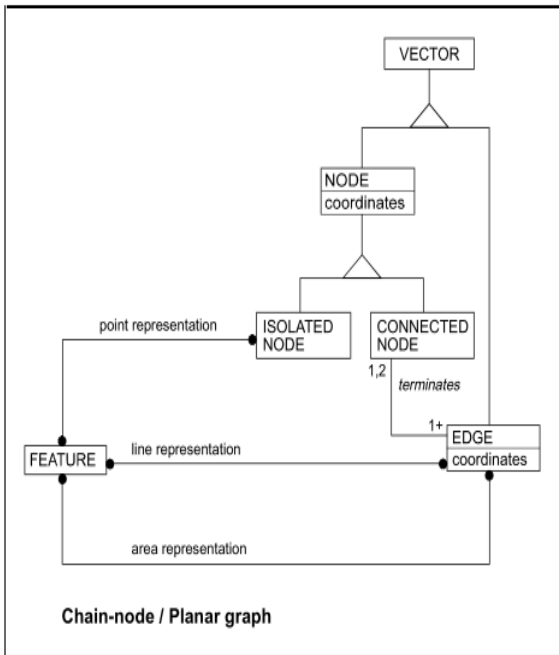 VECTOR
NODE
coordinates
point representation
ISOLATED
NODE
CONNECTED
NODE
1,2
terminates
1+
EDGE
coordinates
FEATURE
line representation
area representation
Chain-node / Planar graph